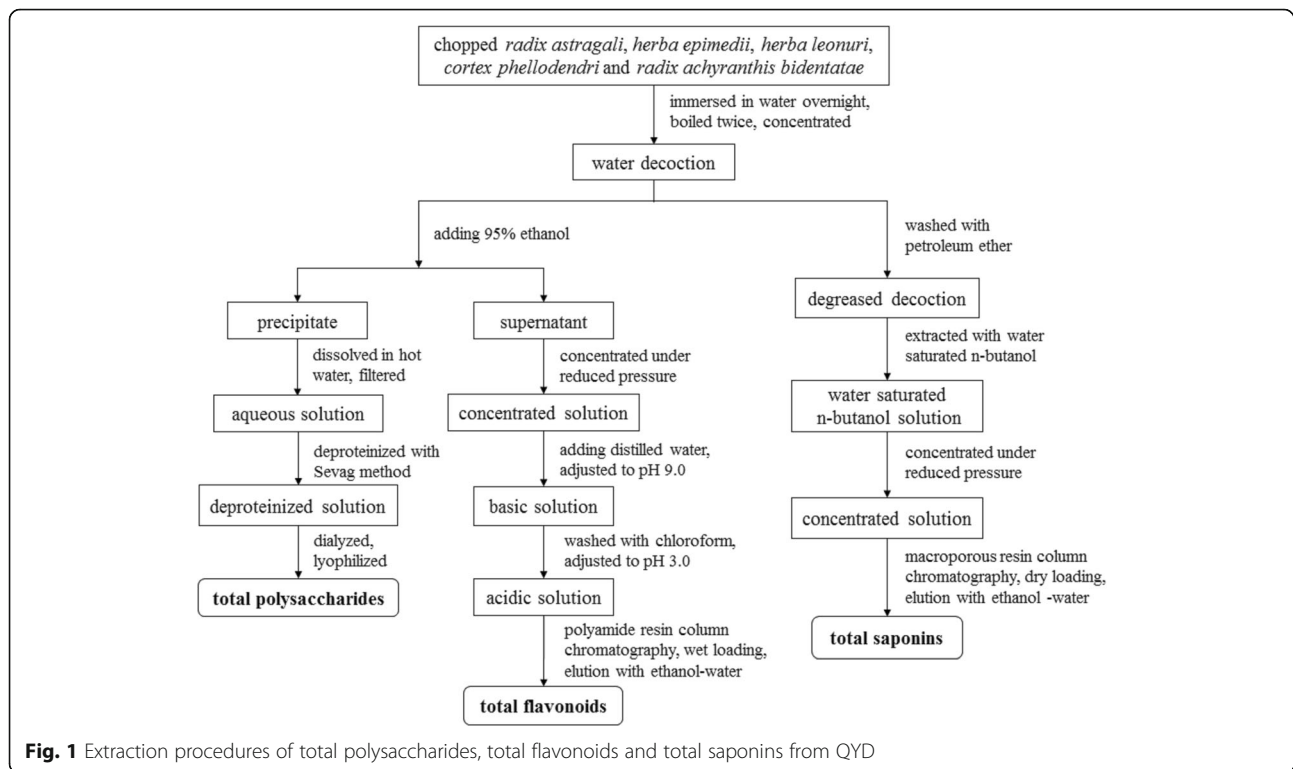 chopped radix astragali, herba epimedii, herba leonuri,
cortex phellodendri and radix achyranthis bidentatae
immersed in water overnight,
boiled twice, concentrated
water decoction
adding 95% ethanol
precipitate
dissolved in hot
water, filtered
aqueous solution
deproteinized with
Sevag method
deproteinized solution
dialyzed,
lyophilized
total polysaccharides
supernatant
concentrated under
reduced pressure
concentrated solution
adding distilled water,
adjusted to pH 9.0
basic solution
washed with chloroform,
adjusted to pH 3.0
acidic solution
polyamide resin column
chromatography, wet loading,
elution with ethanol-water
total flavonoids
washed with
petroleum ether
degreased decoction
extracted with water
saturated n-butanol
water saturated
n-butanol solution
concentrated under
reduced pressure
concentrated solution
macroporous resin column
chromatography, dry loading,
elution with ethanol -water
total saponins
Fig. 1 Extraction procedures of total polysaccharides, total flavonoids and total saponins from QYD